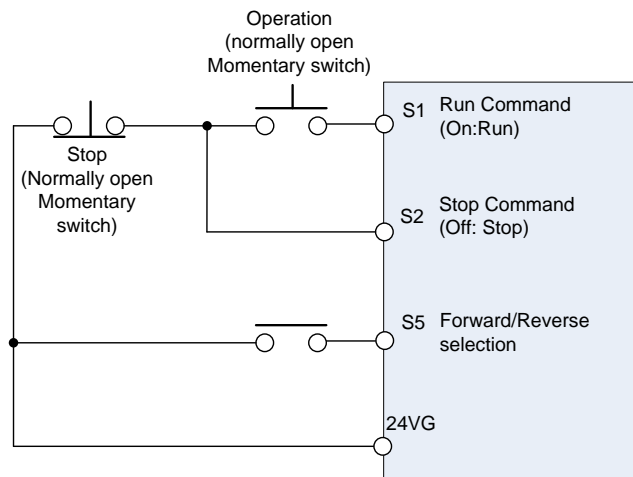 Operation
(normally open
Momentary switch)
S1 Run Command
(On:Run)
Stop
(Normally open
Momentary
switch)
S2 Stop Command
(Off: Stop)
S5 Forward/Reverse
selection
24VG